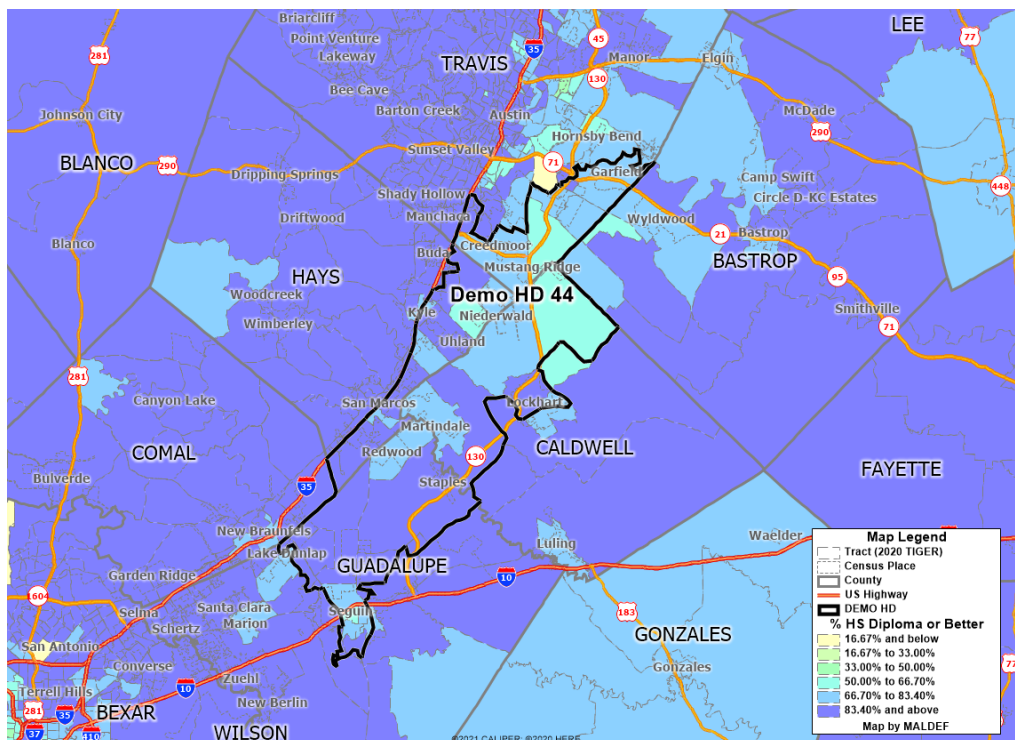 Briarcliff
Point Venture
Lakeway
TRAVIS
35
45
Manor
Elgin
LEE
77
281
130
Bee Cave
Barton Creek
Austin
McDade
Johnson City
Hornsby Bend
290
BLANCO
290
Sunset Valley
71
Garfield
Dripping Springs
Camp Swift
448
Shady Hollow
Circle D-KC Estates
Driftwood
Manchaca
Wyldwood
21
Bastrop
Blanco
Buda
Creedmoor
BASTROP
HAYS
Mustang Ridge
95
Woodcreek
Demo HD 44
Smithville
Kyle
Niederwald
71
Wimberley
Uhland
281
Canyon Lake
San Marcos
Lockhart
Martindale
COMAL
Redwood
CALDWELL
130
FAYETTE
Bulverde
Staples
35
New Braunfels
Luling
Waelder
Lake Dunlap
GUADALUPE
Garden Ridge
10
1604
Selma
Santa Clara
Seguin
183
Schertz
Marion
GONZALES
San Antonio
Converse
Gonzales
77
Zuehl
Terrell Hills
10
New Berlin
281
35
BEXAR
37
410
WILSON
Map Legend
Tract (2020 TIGER)
Census Place
County
US Highway
DEMO HD
% HS Diploma or Better
16.67% and below
16.67% to 33.00%
33.00% to 50.00%
50.00% to 66.70%
66.70% to 83.40%
83.40% and above
Map by MALDEF
©2021 CALIPER; ©2020 HERE